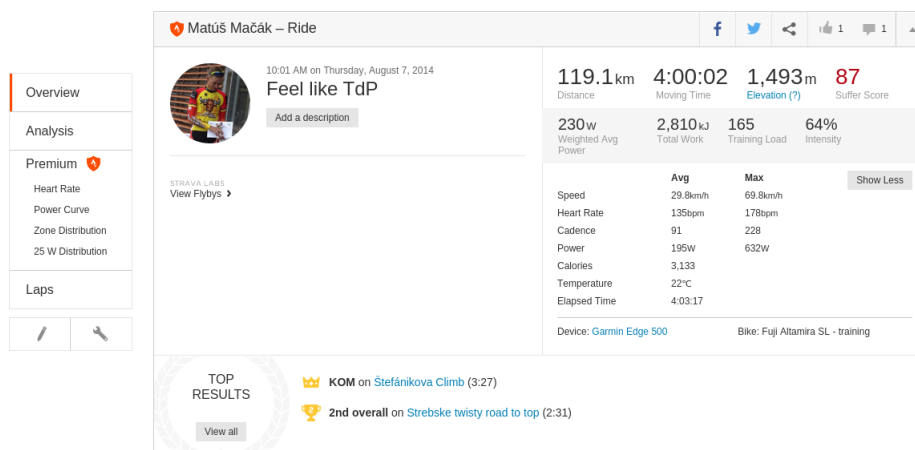 Matúš Mačák – Ride
1
1
Overview
Analysis
Premium
Heart Rate
Power Curve
Zone Distribution
25 W Distribution
Laps
10:01 AM on Thursday, August 7, 2014
Feel like TdP
Add a description
STRAVA LABS
View Flybys
119.1km 4:00:02 1,493m 87
Distance Moving Time Elevation (?) Suffer Score
230W 2,810kJ 165 64%
Weighted Avg Power Total Work Training Load Intensity
Avg Max
Show Less
Speed 29.8km/h 69.8km/h
Heart Rate 135bpm 178bpm
Cadence 91 228
Power 195W 632W
Calories 3,133
Temperature 22℃
Elapsed Time 4:03:17
Device: Garmin Edge 500 Bike: Fuji Altamira SL - training
TOP
RESULTS
View all
KOM on Štefánikova Climb (3:27)
2
2nd overall on Strebske twisty road to top (2:31)